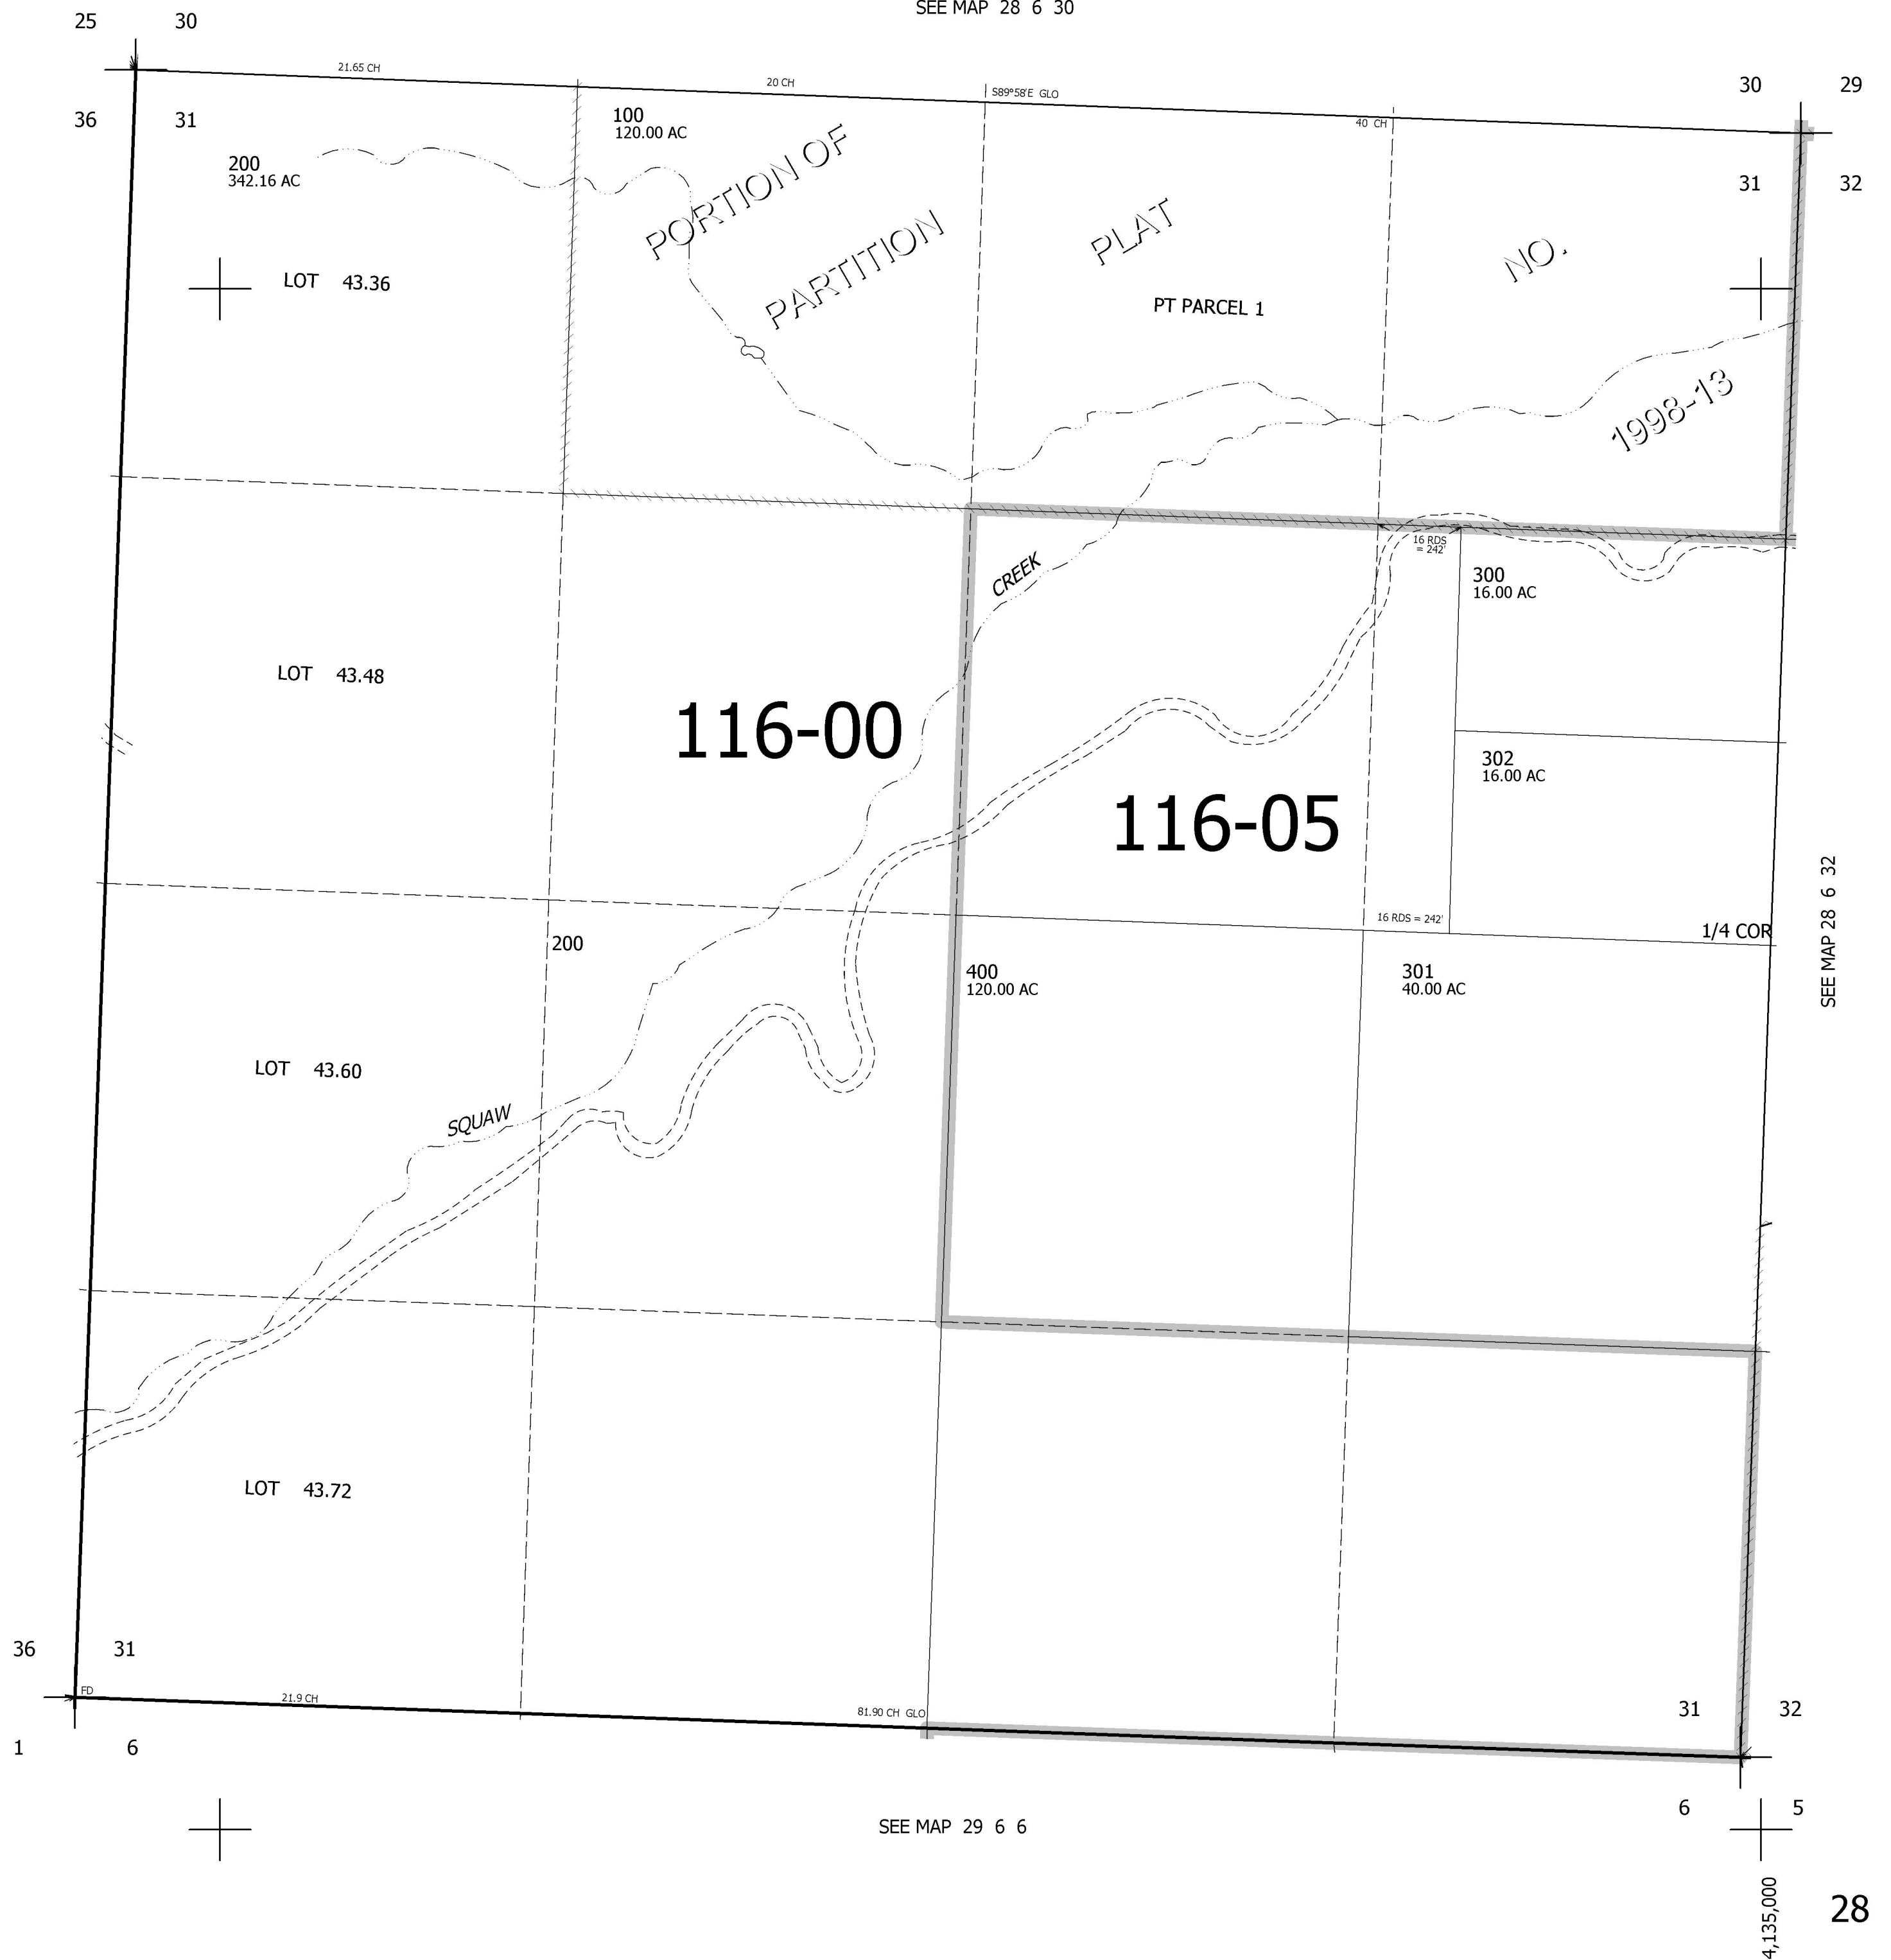 SEE MAP 28 6 30
25 30
21.65 CH
20 CH
S89°58'E GLO
40 CH
30 29
36 31
31 32
100
120.00 AC
200
342.16 AC
PORTION OF
PARTITION
PLAT
NO.
1998-13
LOT 43.36
PT PARCEL 1
16 RDS
= 242'
CREEK
300
16.00 AC
LOT 43.48
116-00
302
16.00 AC
116-05
SEE MAP 28 6 32
16 RDS = 242'
1/4 COR
200
400
120.00 AC
301
40.00 AC
LOT 43.60
SQUAW
LOT 43.72
36 31
FD
21.9 CH
81.90 CH GLO
31 32
1 6
6 5
SEE MAP 29 6 6
4,135,000
28